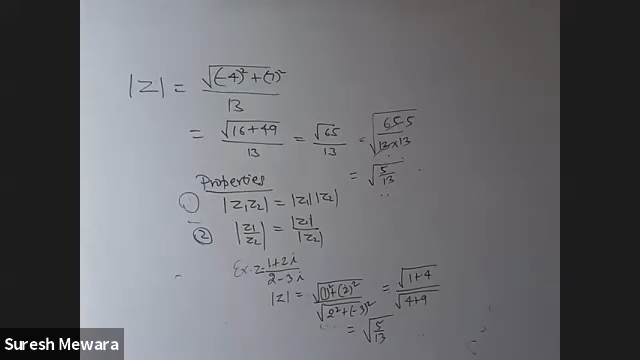 |Z| = √((-4)² + (7)²) / 13
= √(16+49) / 13 = √65 / 13 = √(65 5 / 13×13)
= √(5/13)
Properties
① |Z₁Z₂| = |Z₁| |Z₂|
② |Z₁/Z₂| = |Z₁| / |Z₂|
Ex. Z = 1+2i / 2-3i
|Z| = √((1)²+(2)²) / √(2²+(-3)²) = √(1+4) / √(4+9)
= √(5/13)
Suresh Mewara